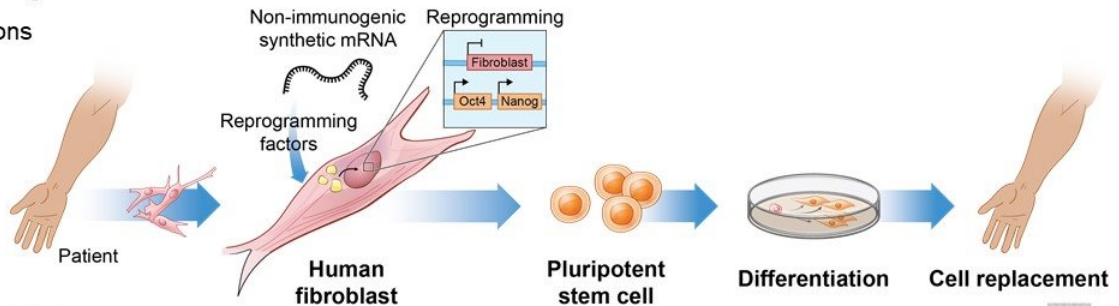 ons
Non-immunogenic
synthetic mRNA
Reprogramming
Fibroblast
Oct4 Nanog
Reprogramming
factors
Patient
Human
fibroblast
Pluripotent
stem cell
Differentiation
Cell replacement